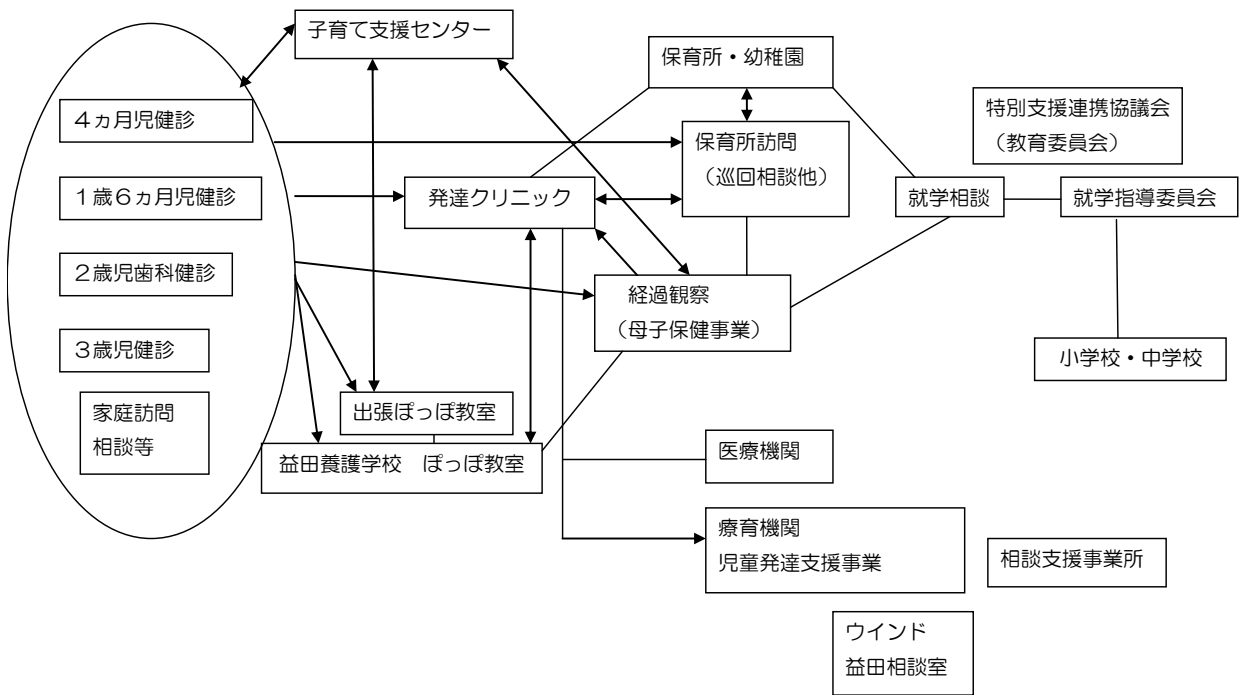 子育て支援センター
保育所・幼稚園
４ヵ月児健診
特別支援連携協議会
（教育委員会）
保育所訪問
（巡回相談他）
１歳６ヵ月児健診
発達クリニック
就学相談
就学指導委員会
２歳児歯科健診
経過観察
（母子保健事業）
３歳児健診
小学校・中学校
家庭訪問
相談等
出張ぽっぽ教室
益田養護学校　ぽっぽ教室
医療機関
療育機関
児童発達支援事業
相談支援事業所
ウインド
益田相談室